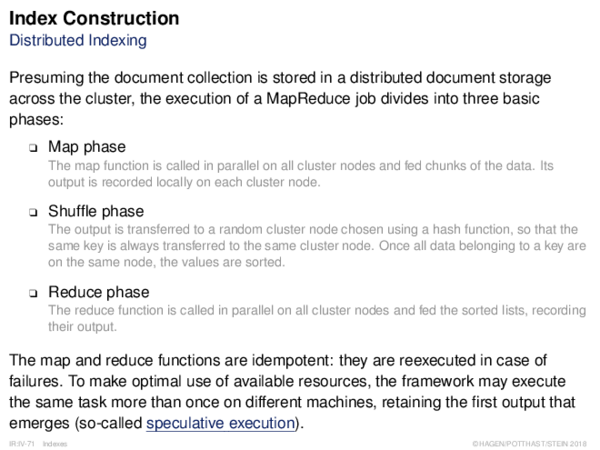 Index Construction
Distributed Indexing
Presuming the document collection is stored in a distributed document storage
across the cluster, the execution of a MapReduce job divides into three basic
phases:
❑ Map phase
The map function is called in parallel on all cluster nodes and fed chunks of the data. Its
output is recorded locally on each cluster node.
❑ Shuffle phase
The output is transferred to a random cluster node chosen using a hash function, so that the
same key is always transferred to the same cluster node. Once all data belonging to a key are
on the same node, the values are sorted.
❑ Reduce phase
The reduce function is called in parallel on all cluster nodes and fed the sorted lists, recording
their output.
The map and reduce functions are idempotent: they are reexecuted in case of
failures. To make optimal use of available resources, the framework may execute
the same task more than once on different machines, retaining the first output that
emerges (so-called speculative execution).
IR:IV-71 Indexes ©HAGEN/POTTHAST/STEIN 2018